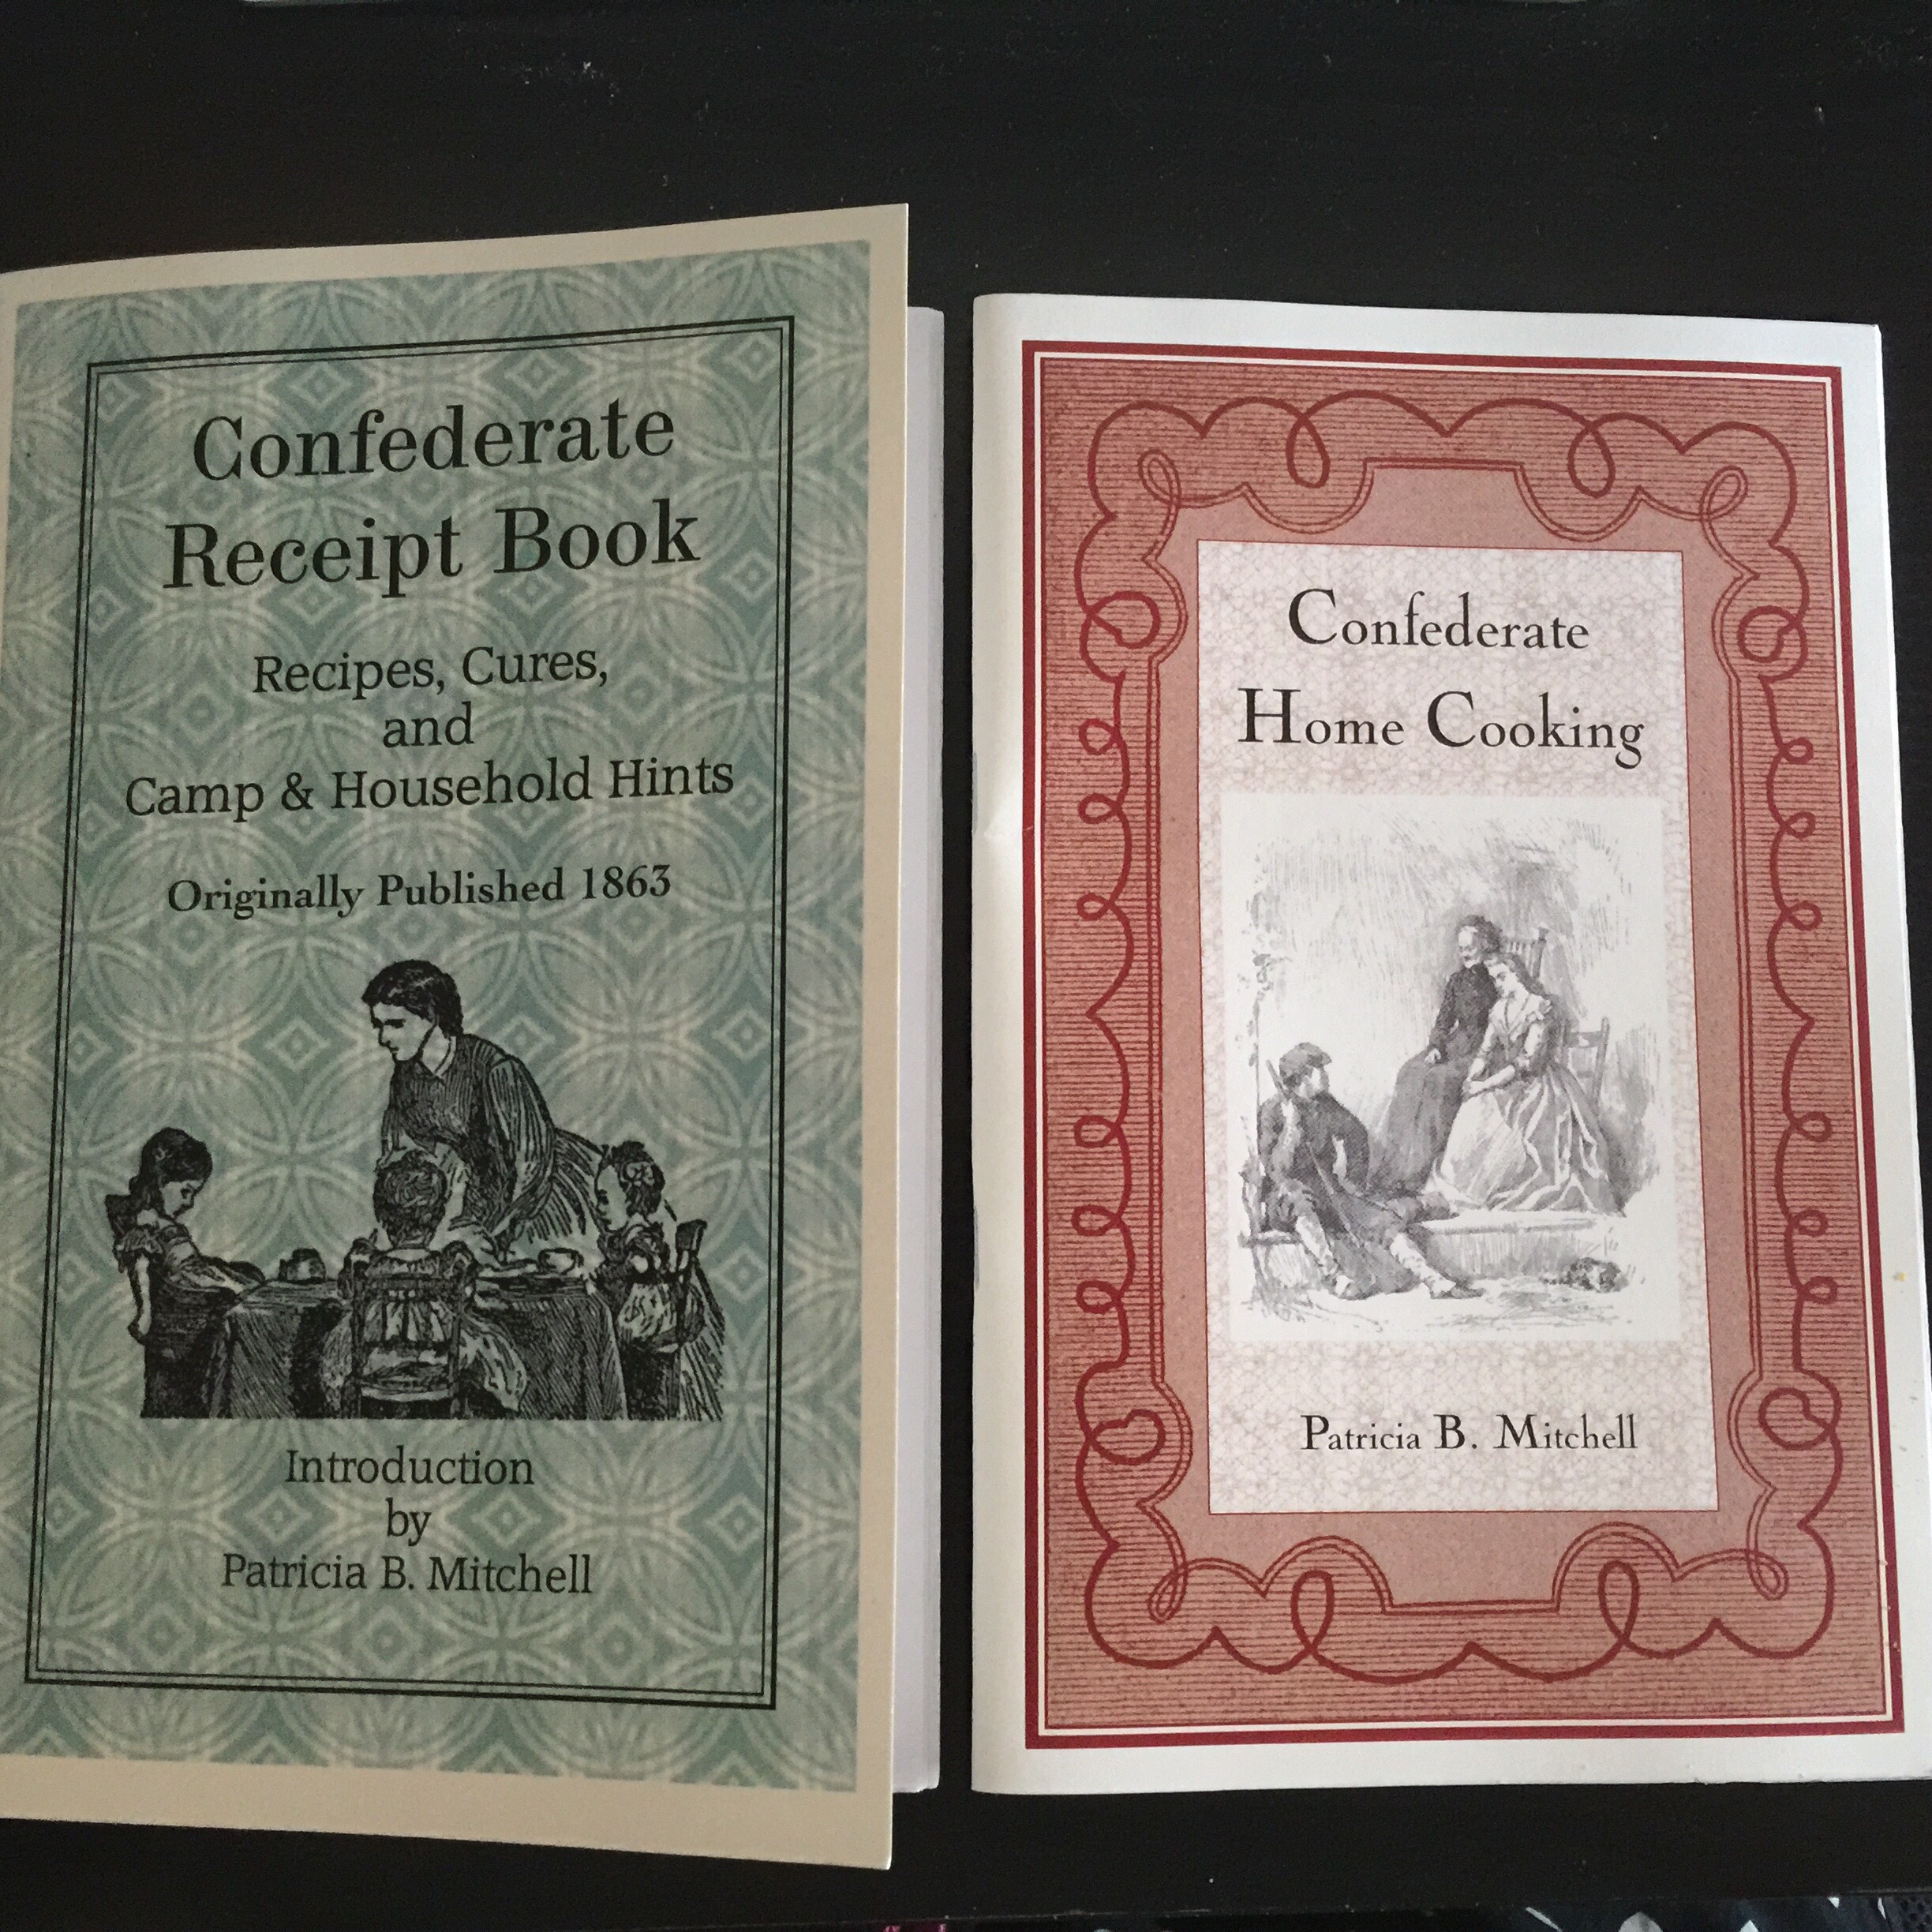 Confederate
Receipt Book
Recipes, Cures,
and
Camp & Household Hints
Originally Published 1863
Introduction
by
Patricia B. Mitchell
Confederate
Home Cooking
Patricia B. Mitchell